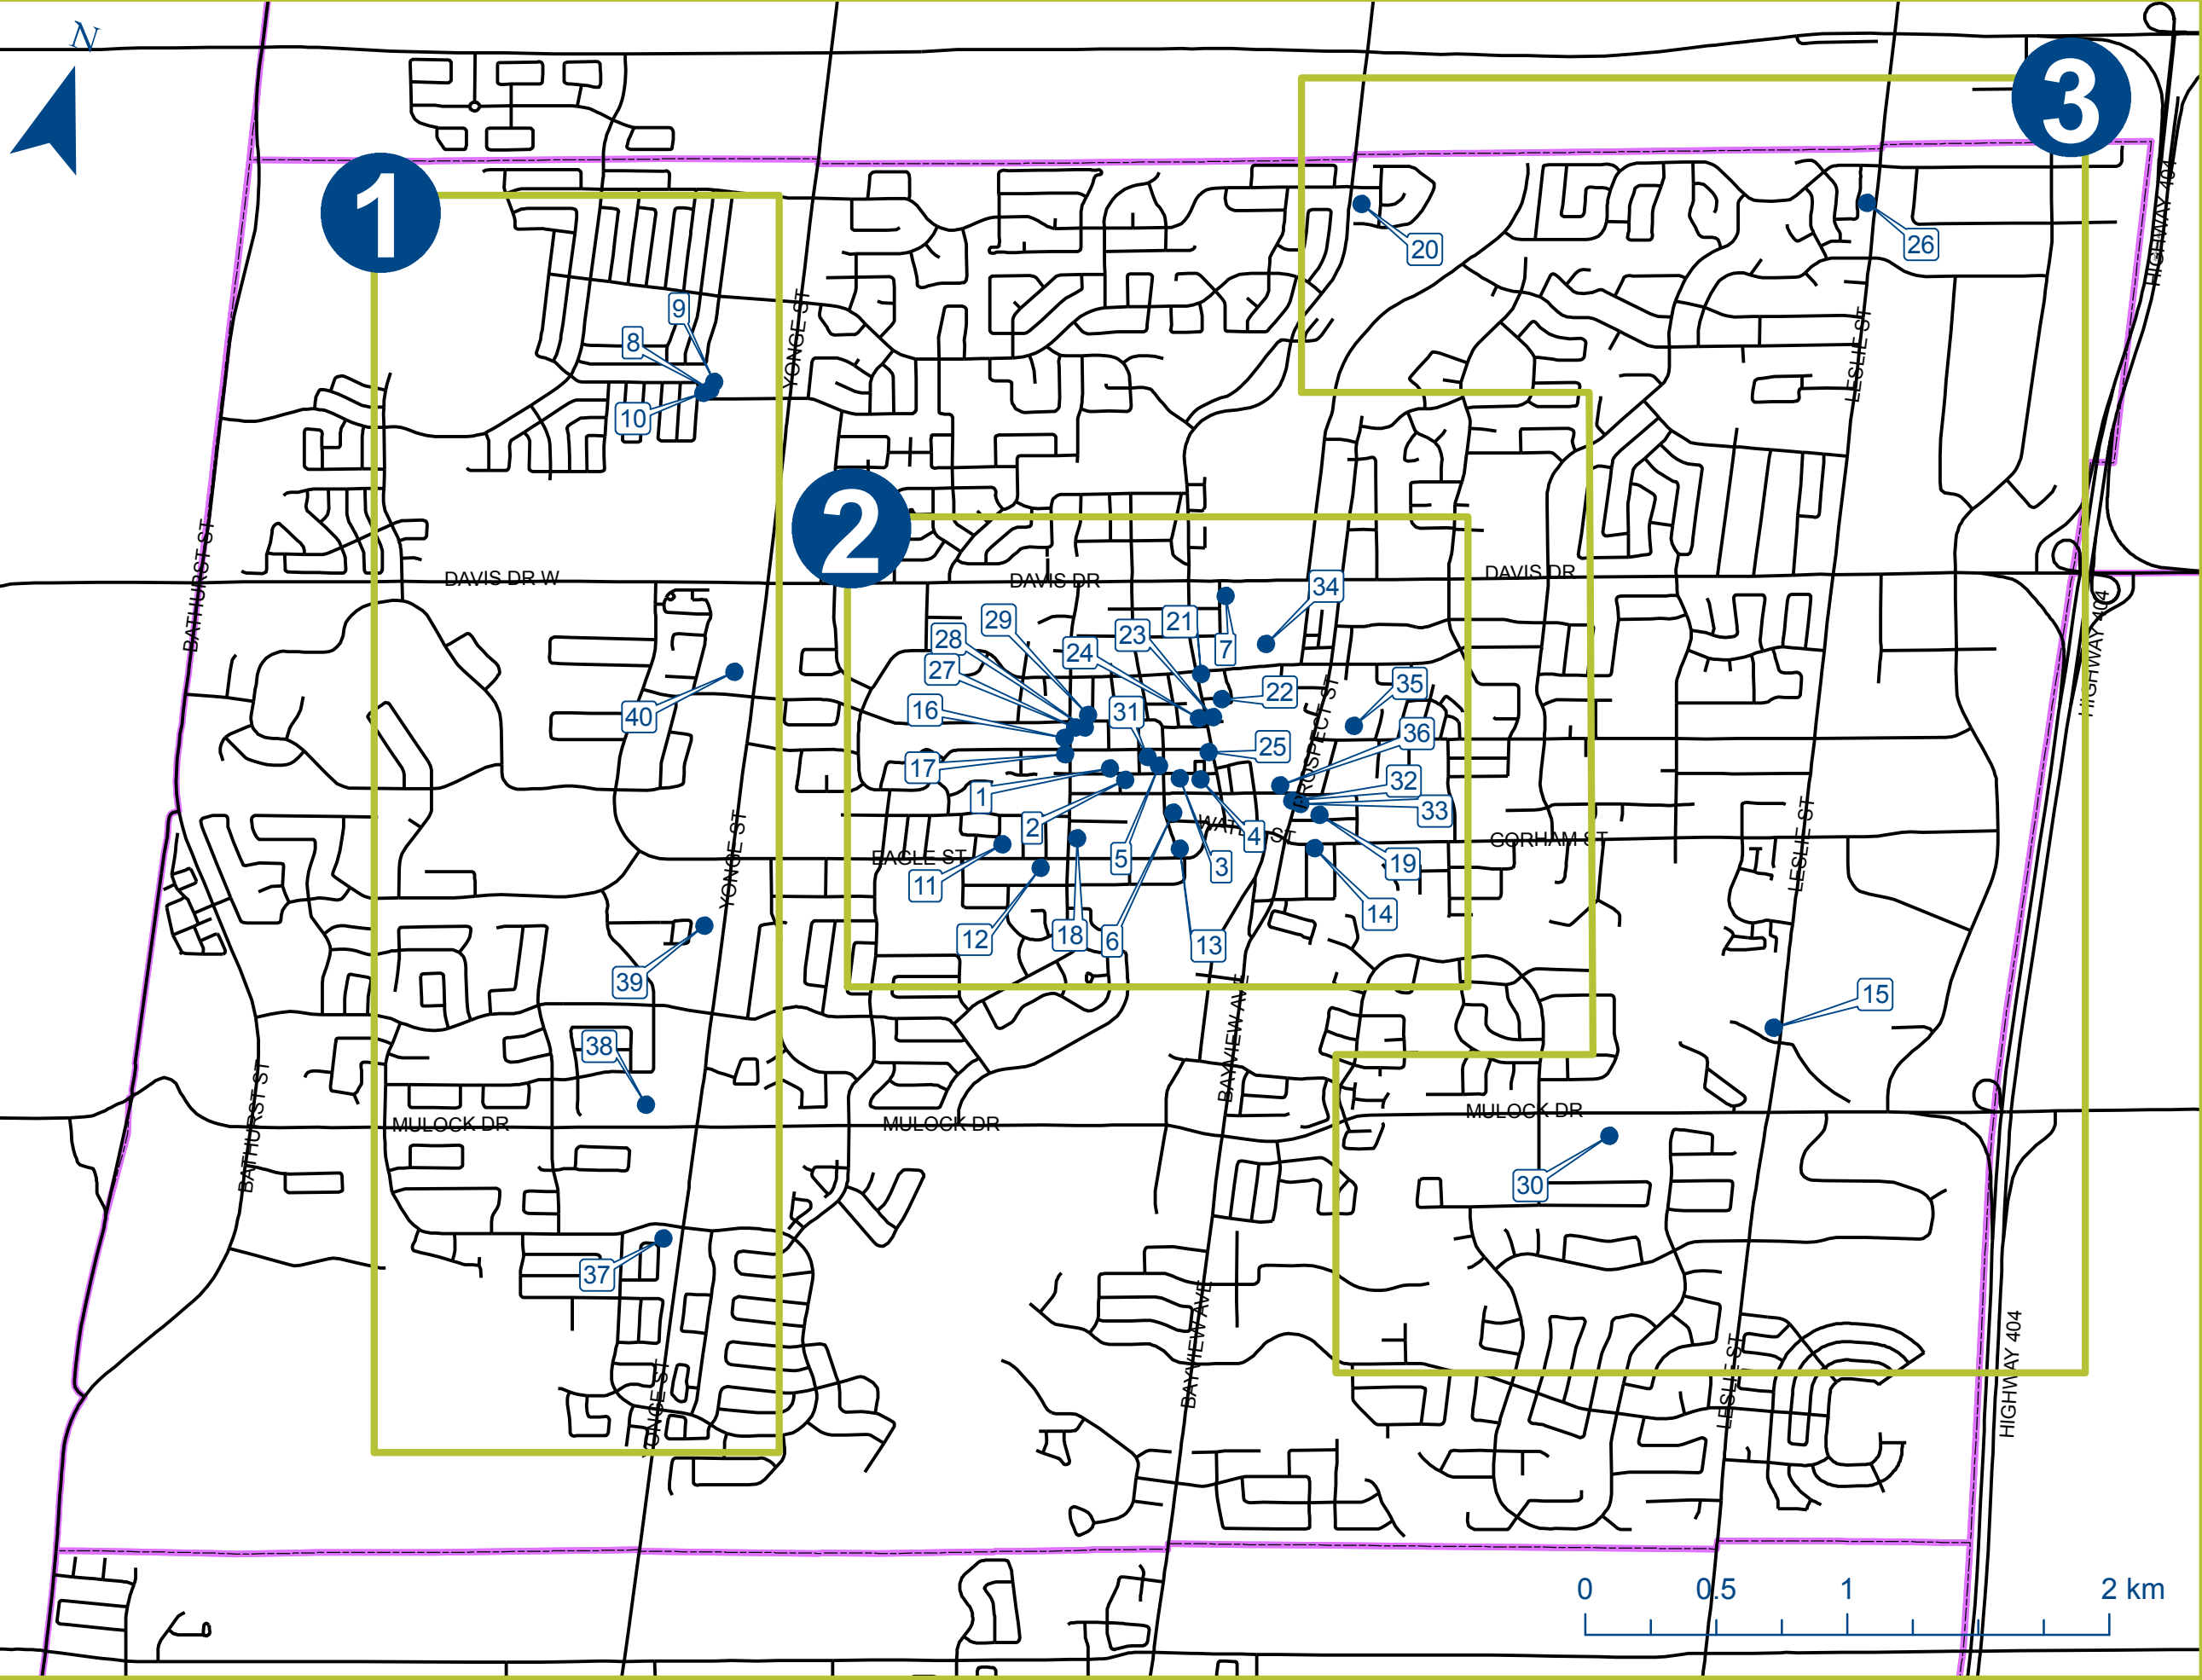 N
3
1
20
26
HIGHWAY 404
9
YONGE ST
8
LESLIE ST
10
2
BATHURST ST
DAVIS DR W
DAVIS DR
DAVIS DR
34
HIGHWAY 404
29
21
28
23
7
24
27
22
35
16
31
PROSPECT ST
40
36
25
17
32
1
33
2
WATER ST
4
GORHAM ST
YONGE ST
LESLIE ST
EAGLE ST
5
3
19
11
14
12
18
6
13
39
15
BAYVIEW AVE
38
BATHURST ST
MULOCK DR
MULOCK DR
MULOCK DR
30
37
BAYVIEW AVE
HIGHWAY 404
LESLIE ST
YONGE ST
0 0.5 1 2 km